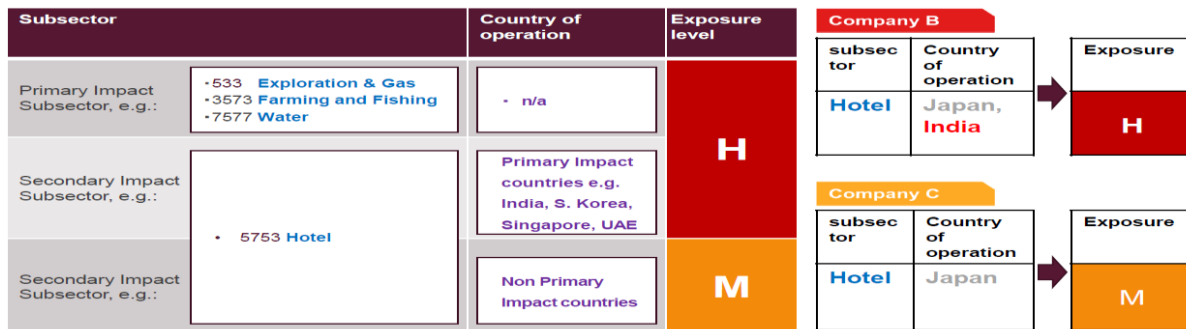 Subsector
Country of
operation
Exposure
level
Primary Impact
Subsector, e.g.:
•533 Exploration & Gas
•3573 Farming and Fishing
•7577 Water
• n/a
H
Secondary Impact
Subsector, e.g.:
• 5753 Hotel
Primary Impact
countries e.g.
India, S. Korea,
Singapore, UAE
Secondary Impact
Subsector, e.g.:
Non Primary
Impact countries
M
Company B
subsec
tor
Country
of
operation
Exposure
Hotel
Japan,
India
H
Company C
subsec
tor
Country
of
operation
Exposure
Hotel
Japan
M